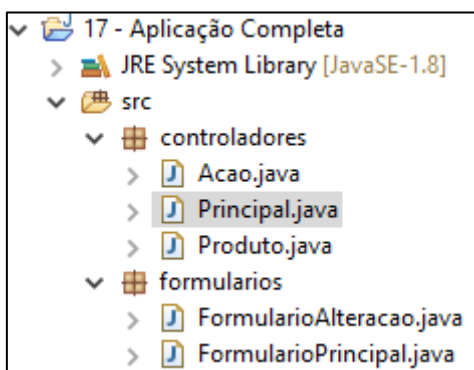 17 - Aplicação Completa
JRE System Library [JavaSE-1.8]
src
controladores
Acao.java
Principal.java
Produto.java
formularios
FormularioAlteracao.java
FormularioPrincipal.java